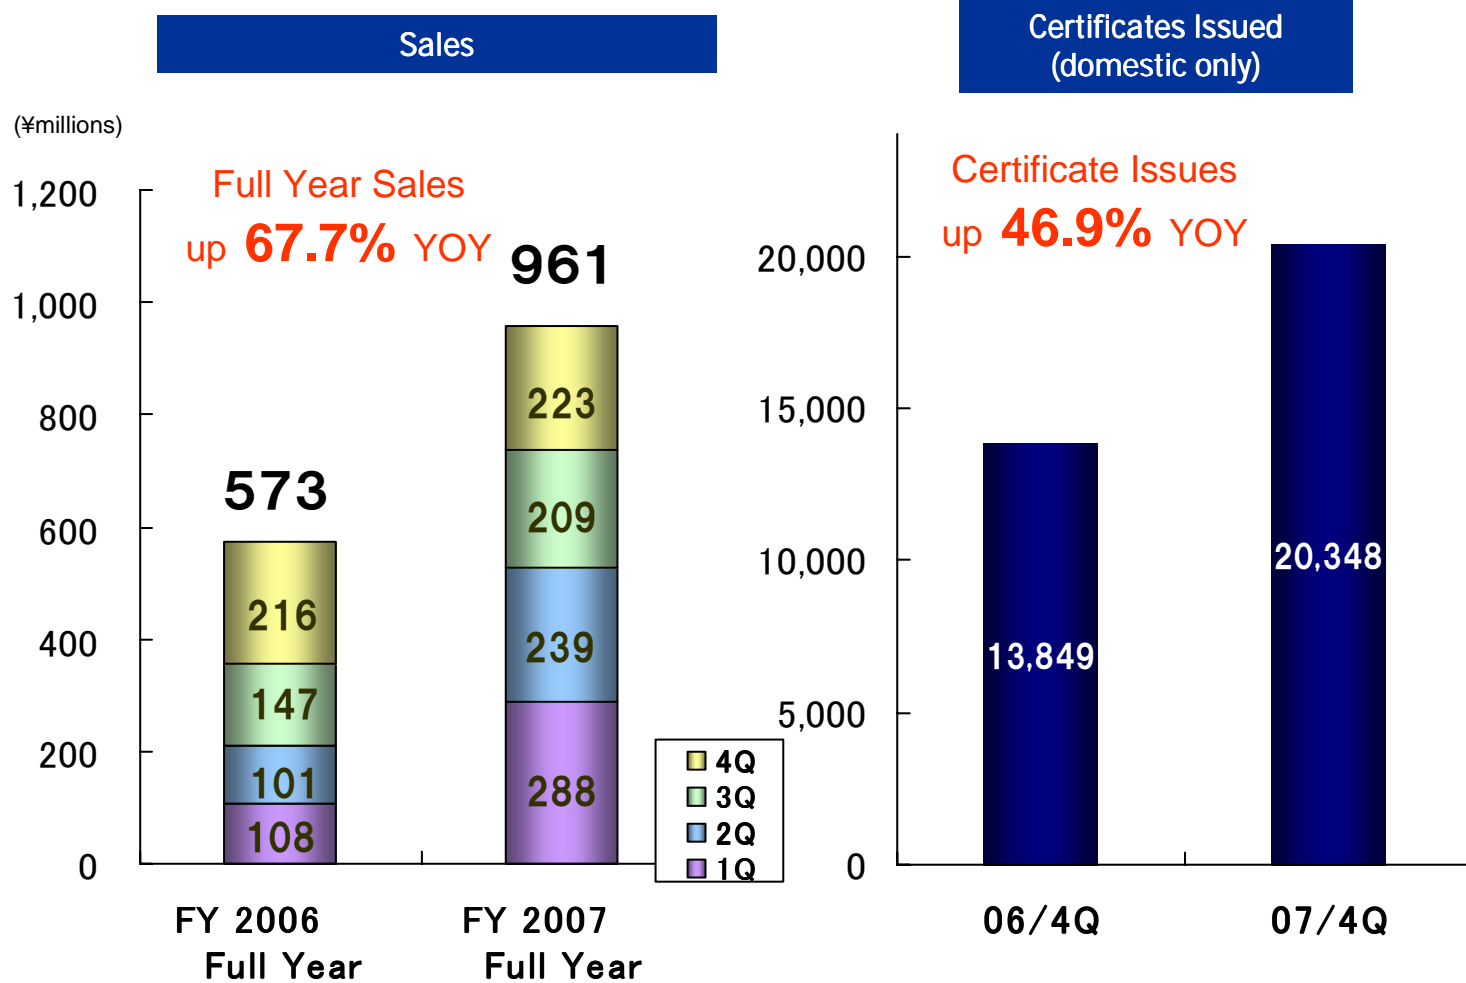 Sales
(¥millions)
Full Year Sales
up 67.7% YOY
1,200
1,000
800
600
400
200
0
573
216
147
101
108
961
223
209
239
288
4Q
3Q
2Q
1Q
FY 2006
Full Year
FY 2007
Full Year
Certificates Issued
(domestic only)
Certificate Issues
up 46.9% YOY
20,000
15,000
10,000
5,000
0
13,849
20,348
06/4Q
07/4Q